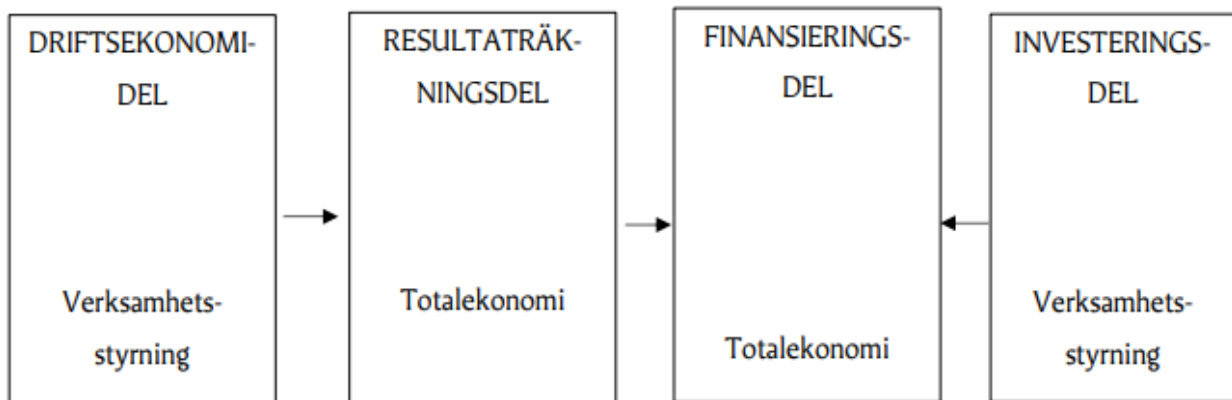 DRIFTSEKONOMI-
DEL
Verksamhets-
styrning
RESULTATRÄK-
NINGSDEL
Totalekonomi
FINANSIERINGS-
DEL
Totalekonomi
INVESTERINGS-
DEL
Verksamhets-
styrning